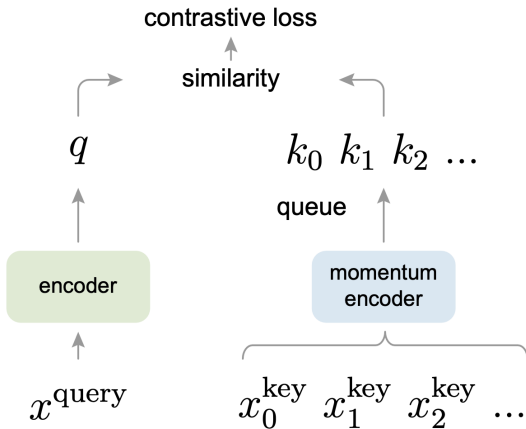 contrastive loss
similarity
q k₀ k₁ k₂ ...
queue
encoder momentum encoder
x^query x₀^key x₁^key x₂^key ...